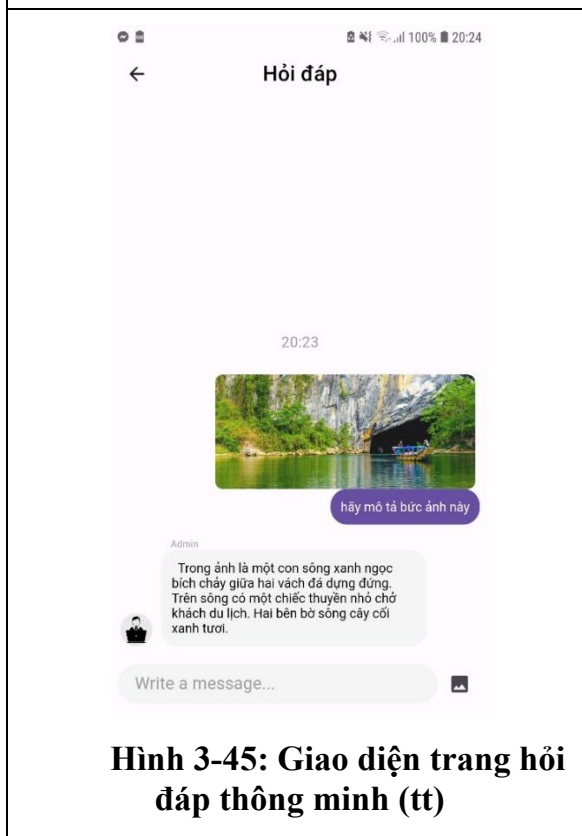 100% 20:24
Hỏi đáp
20:23
hãy mô tả bức ảnh này
Admin
Trong ảnh là một con sông xanh ngọc
bích chảy giữa hai vách đá dựng đứng.
Trên sông có một chiếc thuyền nhỏ chở
khách du lịch. Hai bên bờ sông cây cối
xanh tươi.
Write a message...
Hình 3-45: Giao diện trang hỏi
đáp thông minh (tt)